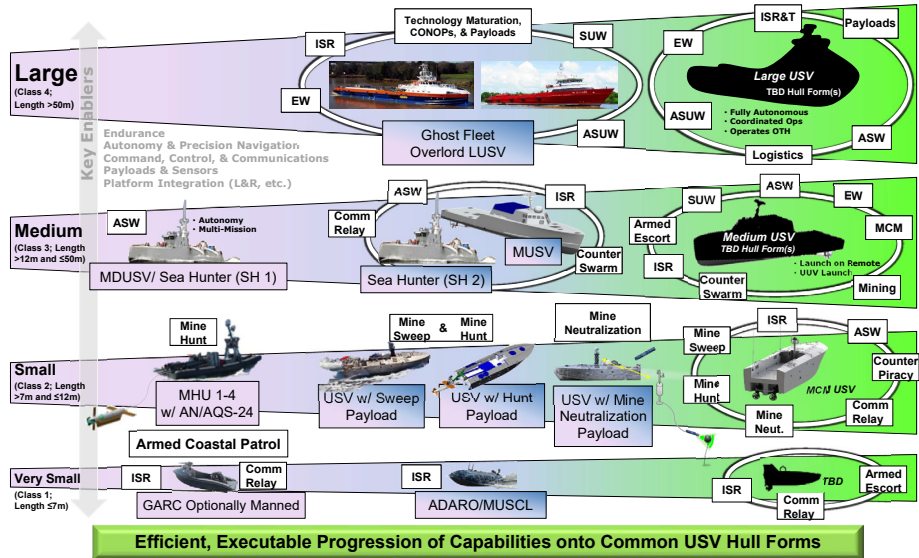 Technology Maturation,
CONOPs, & Payloads
ISR
SUW
EW
ASUW
Ghost Fleet
Overlord LUSV
ISR&T
Payloads
EW
Large USV
TBD Hull Form(s)
• Fully Autonomous
• Coordinated Ops
• Operates OTH
ASUW
ASW
Logistics
Large
(Class 4;
Length >50m)
Key Enablers
Endurance
Autonomy & Precision Navigation
Command, Control, & Communications
Payloads & Sensors
Platform Integration (L&R, etc.)
Medium
(Class 3; Length
>12m and ≤50m)
ASW
• Autonomy
• Multi-Mission
MDUSV/ Sea Hunter (SH 1)
ASW
ISR
Comm
Relay
MUSV
Sea Hunter (SH 2)
Counter
Swarm
ASW
SUW
EW
Armed
Escort
MCM
Medium USV
TBD Hull Form(s)
• Launch on Remote
• UUV Launch
ISR
Counter
Swarm
Mining
Small
(Class 2; Length
>7m and ≤12m)
Mine
Hunt
MHU 1-4
w/ AN/AQS-24
Mine
Sweep
&
Mine
Hunt
USV w/ Sweep
Payload
USV w/ Hunt
Payload
Mine
Neutralization
USV w/ Mine
Neutralization
Payload
ISR
Mine
Sweep
ASW
Counter
Piracy
Mine
Hunt
MCM USV
Mine
Neut.
Comm
Relay
Very Small
(Class 1;
Length ≤7m)
Armed Coastal Patrol
ISR
Comm
Relay
GARC Optionally Manned
ISR
ADARO/MUSCL
ISR
TBD
Armed
Escort
Comm
Relay
Efficient, Executable Progression of Capabilities onto Common USV Hull Forms